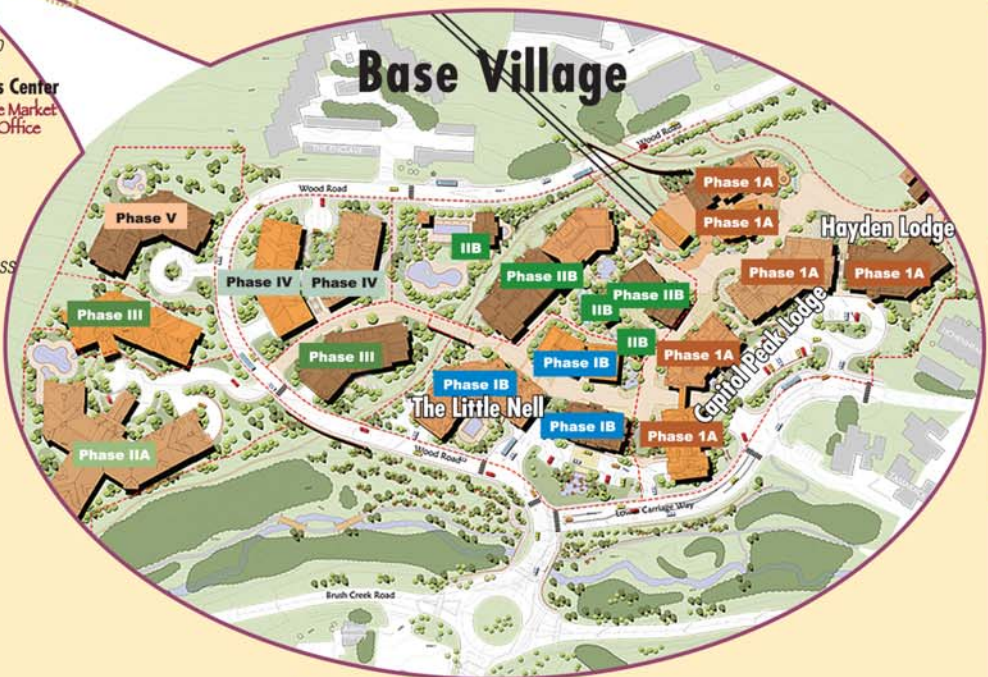 Base Village
s Center
e Market
Office
ss
Wood Road
Wood Road
Phase 1A
Phase 1A
Hayden Lodge
Phase V
IIB
Phase IIB
Phase 1A
Phase 1A
Phase IV
Phase IV
Phase IIB
IIB
Phase III
IIB
Phase III
Phase IB
Phase 1A
Capitol Peak Lodge
Phase IB
The Little Nell
Phase IB
Phase 1A
Phase IIA
Wood Road
Carriage Way
Brush Creek Road